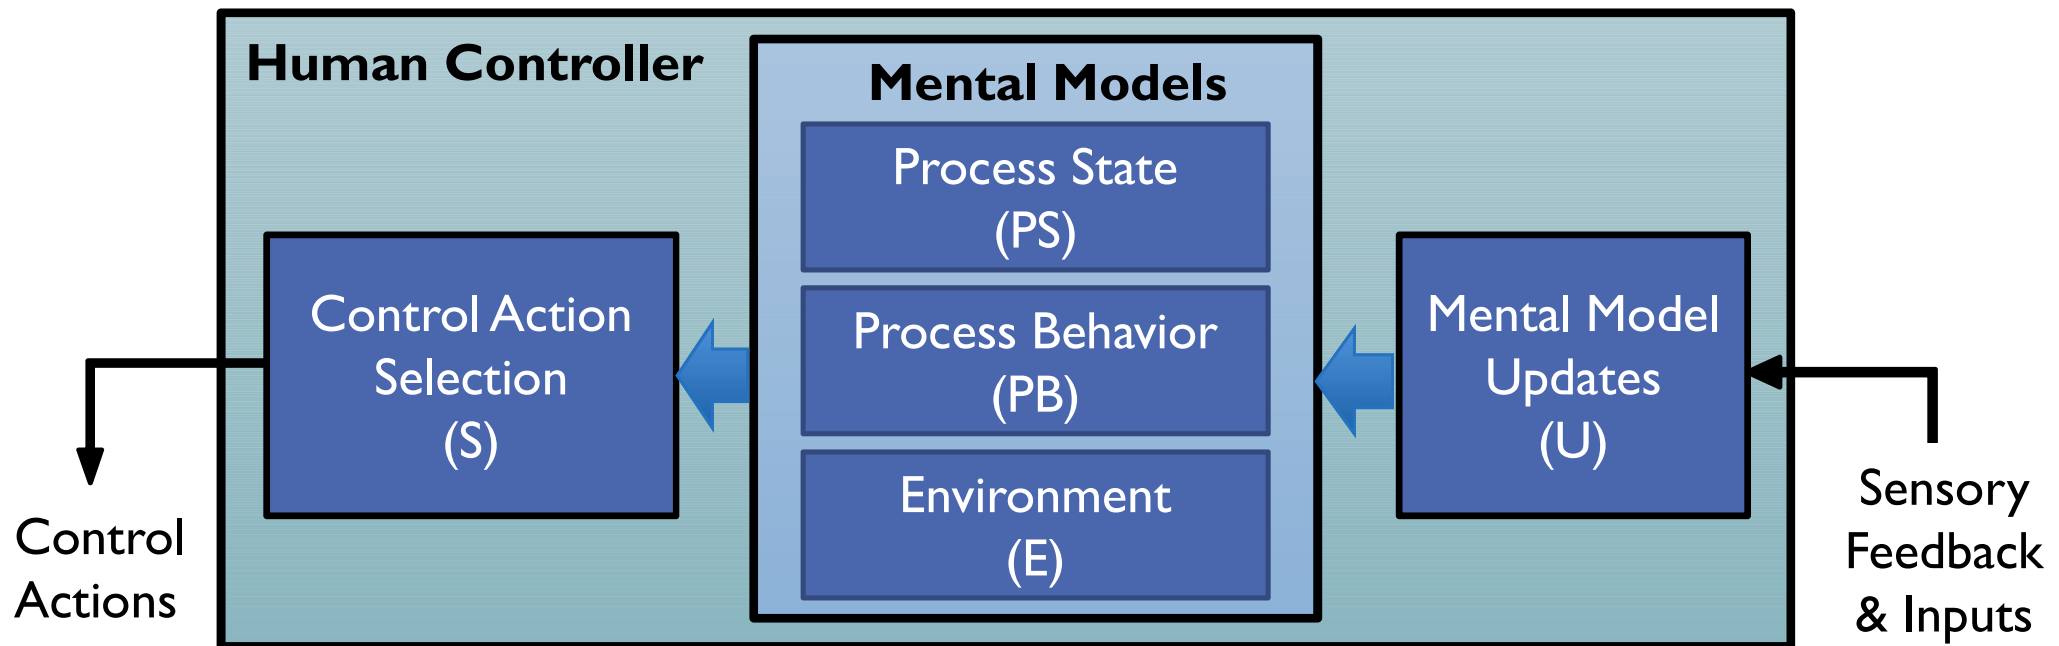 Human Controller
Mental Models
Process State
(PS)
Process Behavior
(PB)
Environment
(E)
Control Action
Selection
(S)
Mental Model
Updates
(U)
Control
Actions
Sensory
Feedback
& Inputs